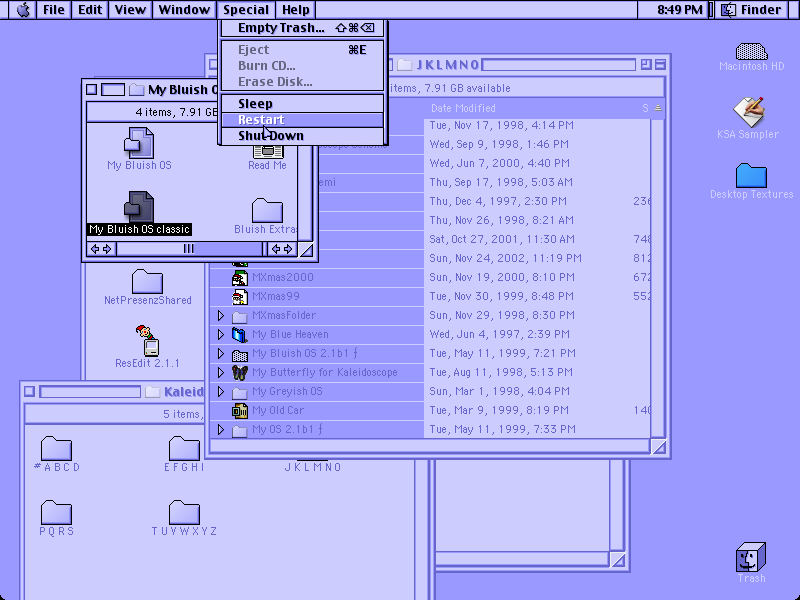 File Edit View Window Special Help 8:49 PM Finder
Empty Trash... ⇧⌘⌫
Eject ⌘E
Burn CD...
Erase Disk...
Sleep
Restart
Shut Down
My Bluish O
4 items, 7.91 GB
My Bluish OS
Read Me
My Bluish OS classic
Bluish Extras
JKLMNO
items, 7.91 GB available
Date Modified S
Tue, Nov 17, 1998, 4:14 PM
Wed, Sep 9, 1998, 1:46 PM
Wed, Jun 7, 2000, 4:40 PM
emi Thu, Sep 17, 1998, 5:03 AM
Thu, Dec 4, 1997, 2:30 PM 236
Thu, Nov 26, 1998, 8:21 AM
Sat, Oct 27, 2001, 11:30 AM 748
Sun, Nov 24, 2002, 11:19 PM 812
MXmas2000 Sun, Nov 19, 2000, 8:10 PM 672
MXmas99 Tue, Nov 30, 1999, 8:48 PM 552
MXmasFolder Sun, Nov 29, 1998, 8:30 PM
My Blue Heaven Wed, Jun 4, 1997, 2:39 PM
My Bluish OS 2.1b1 ƒ Tue, May 11, 1999, 7:21 PM
My Butterfly for Kaleidoscope Tue, Aug 11, 1998, 5:13 PM
My Greyish OS Sun, Mar 1, 1998, 4:04 PM
My Old Car Tue, Mar 9, 1999, 8:19 PM 140
My OS 2.1b1 ƒ Tue, May 11, 1999, 7:33 PM
NetPresenzShared
ResEdit 2.1.1
Kaleid
5 items,
#ABCD
EFGHI
JKLMNO
PQRS
TUVWXYZ
Macintosh HD
KSA Sampler
Desktop Textures
Trash